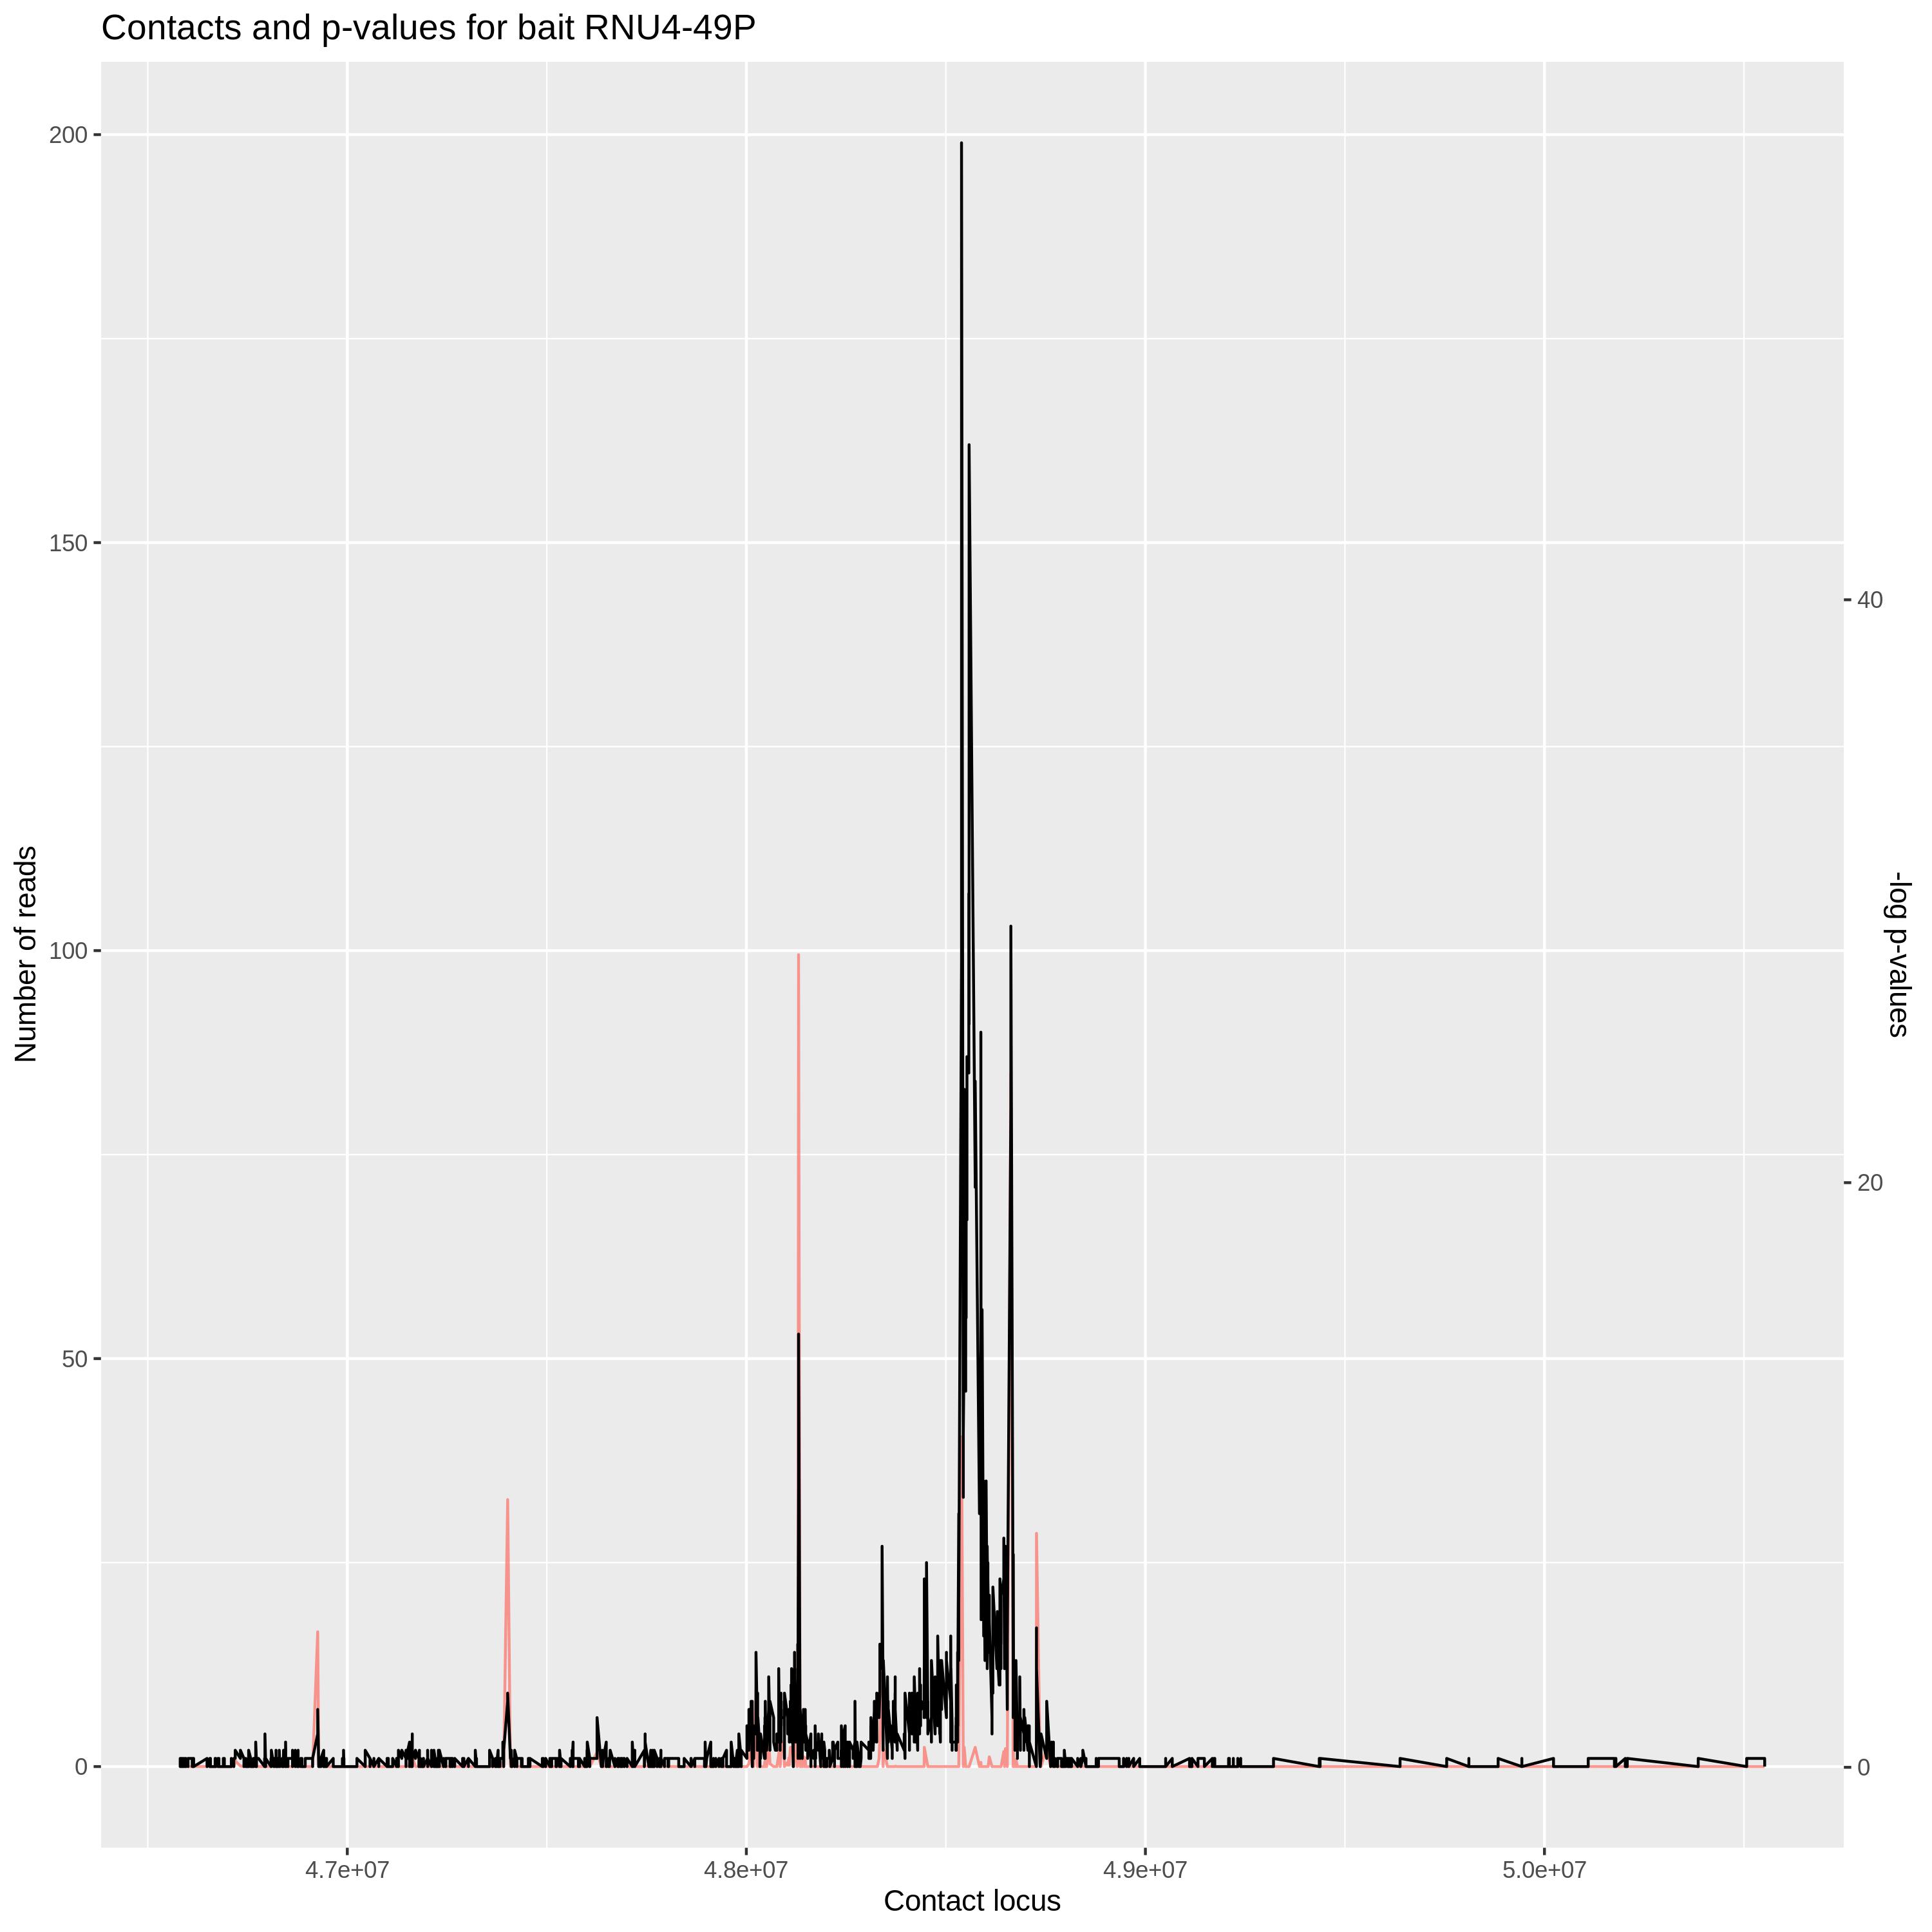 Contacts and p-values for bait RNU4-49P
200
150
100
50
0
Number of reads
40
20
0
-log p-values
4.7e+07
4.8e+07
4.9e+07
5.0e+07
Contact locus